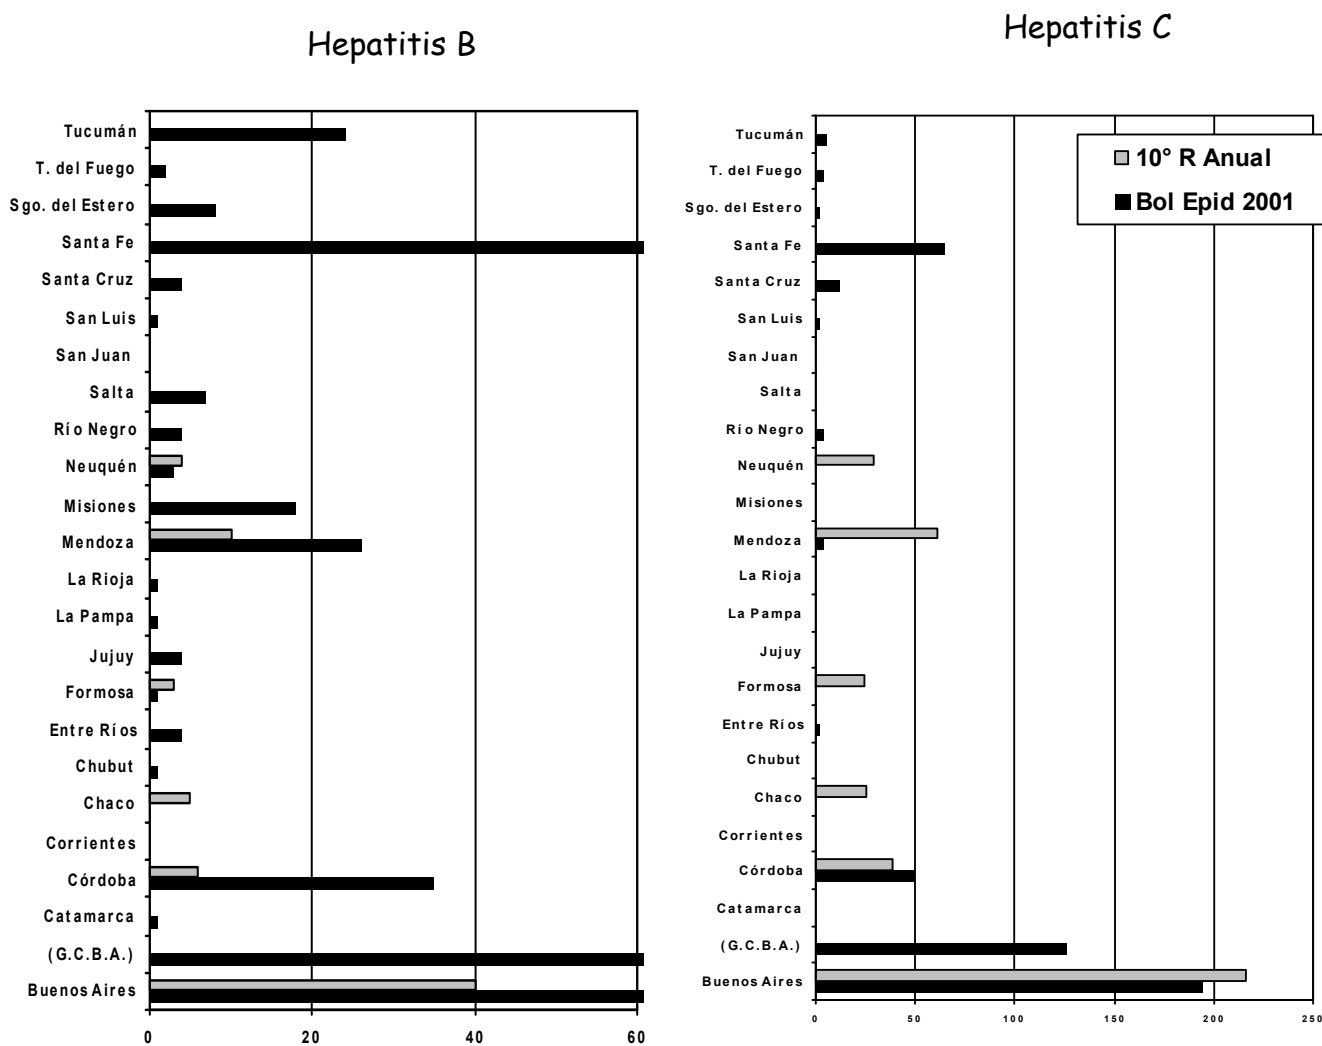 Hepatitis B
Tucumán
T. del Fuego
Sgo. del Estero
Santa Fe
Santa Cruz
San Luis
San Juan
Salta
Río Negro
Neuquén
Misiones
Mendoza
La Rioja
La Pampa
Jujuy
Formosa
Entre Ríos
Chubut
Chaco
Corrientes
Córdoba
Catamarca
(G.C.B.A.)
Buenos Aires
0 20 40 60
Hepatitis C
10° R Anual
Bol Epid 2001
Tucumán
T. del Fuego
Sgo. del Estero
Santa Fe
Santa Cruz
San Luis
San Juan
Salta
Río Negro
Neuquén
Misiones
Mendoza
La Rioja
La Pampa
Jujuy
Formosa
Entre Ríos
Chubut
Chaco
Corrientes
Córdoba
Catamarca
(G.C.B.A.)
Buenos Aires
0 50 100 150 200 250